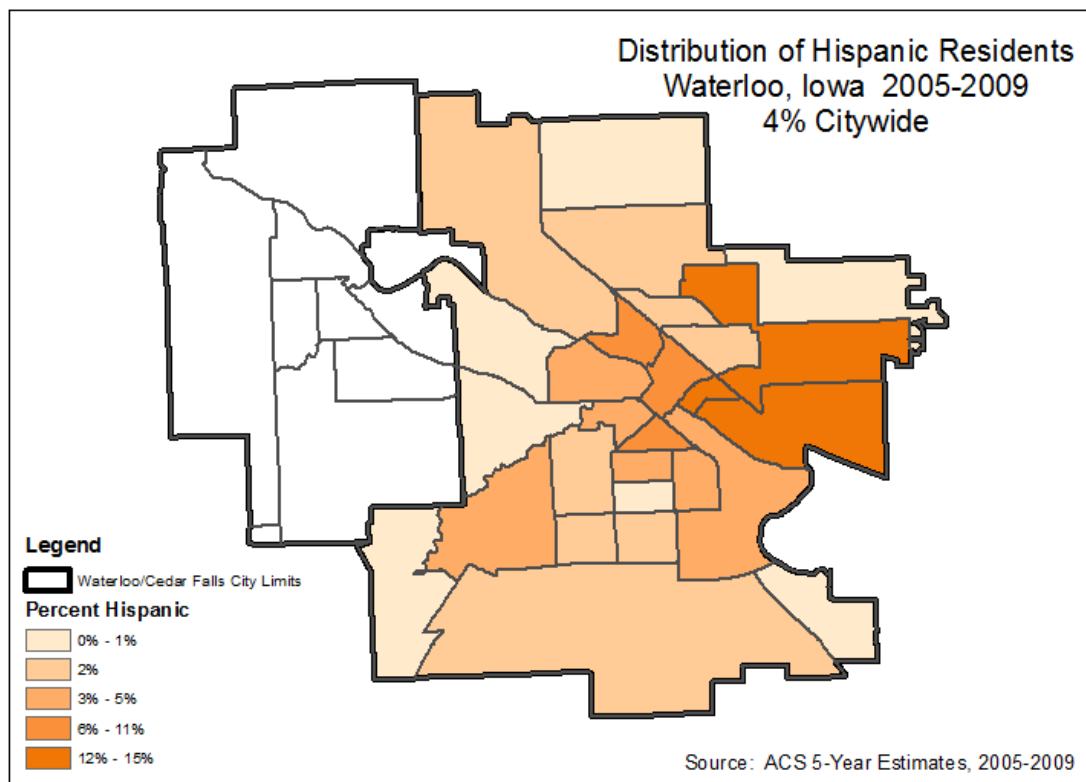 Distribution of Hispanic Residents
Waterloo, Iowa 2005-2009
4% Citywide
Legend
Waterloo/Cedar Falls City Limits
Percent Hispanic
0% - 1%
2%
3% - 5%
6% - 11%
12% - 15%
Source: ACS 5-Year Estimates, 2005-2009